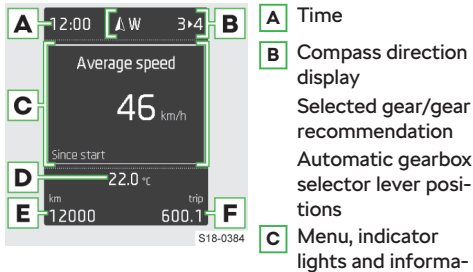 A 12:00 W 3▸4 B
Average speed
C 46 km/h
Since start
D 22.0 °C
km trip
E 12000 600.1 F
S18-0384
A Time
B Compass direction
display
Selected gear/gear
recommendation
Automatic gearbox
selector lever posi-
tions
C Menu, indicator
lights and informa-